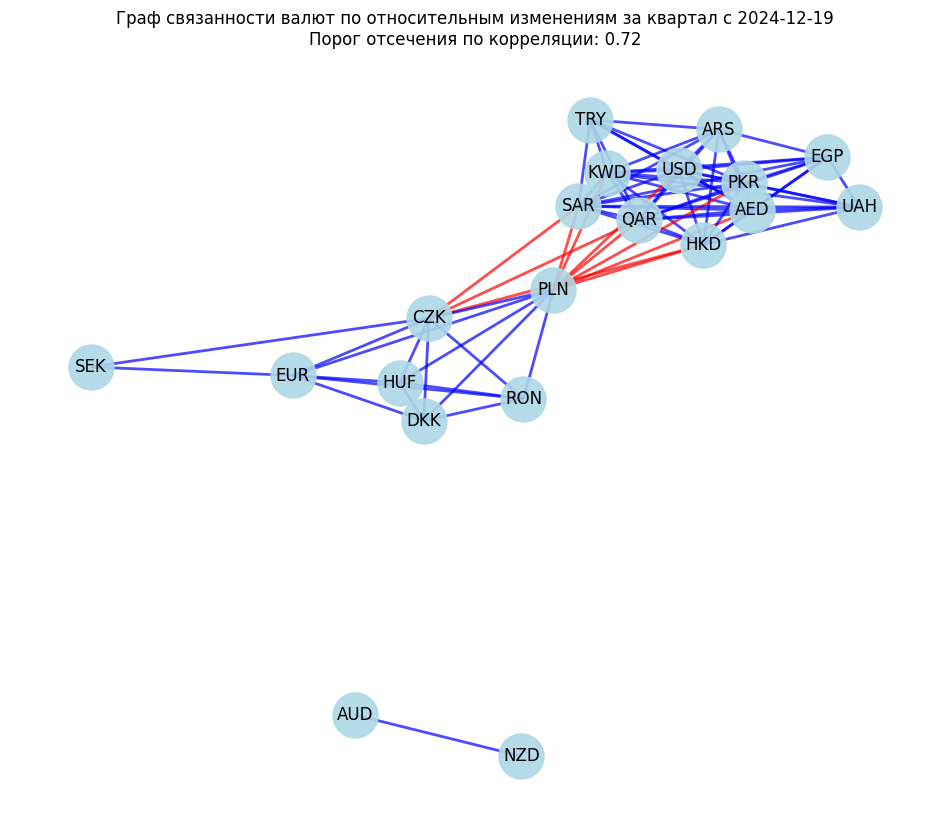 Граф связанности валют по относительным изменениям за квартал с 2024-12-19
Порог отсечения по корреляции: 0.72
TRY
ARS
EGP
KWD
USD
PKR
SAR
QAR
AED
UAH
HKD
PLN
CZK
SEK
EUR
HUF
RON
DKK
AUD
NZD